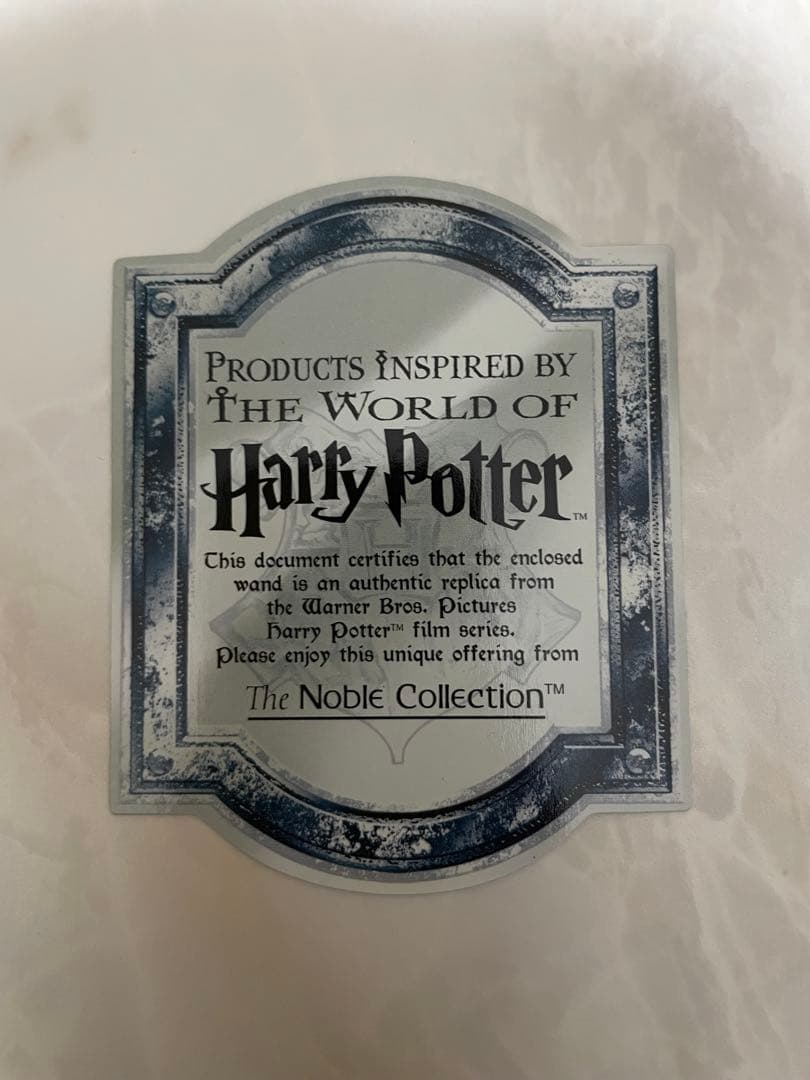 PRODUCTS INSPIRED BY
THE WORLD OF
Harry Potter™
This document certifies that the enclosed
wand is an authentic replica from
the Warner Bros. Pictures
Harry Potter™ film series.
Please enjoy this unique offering from
The Noble Collection™